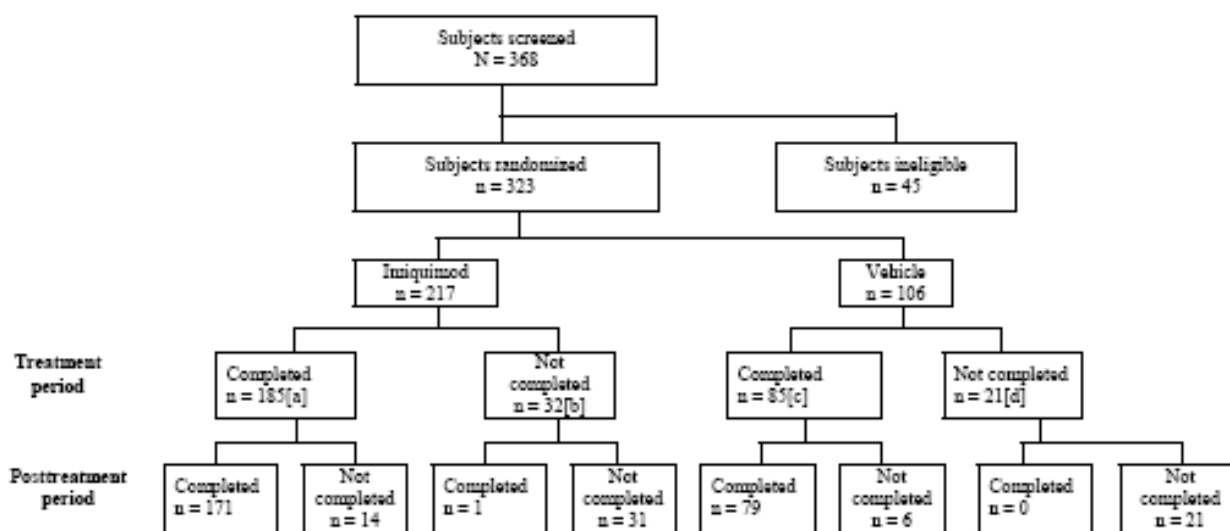 Subjects screened
N = 368
Subjects randomized
n = 323
Subjects ineligible
n = 45
Imiquimod
n = 217
Vehicle
n = 106
Treatment
period
Completed
n = 185[a]
Not
completed
n = 32[b]
Completed
n = 85[c]
Not completed
n = 21[d]
Posttreatment
period
Completed
n = 171
Not
completed
n = 14
Completed
n = 1
Not
completed
n = 31
Completed
n = 79
Not
completed
n = 6
Completed
n = 0
Not
completed
n = 21